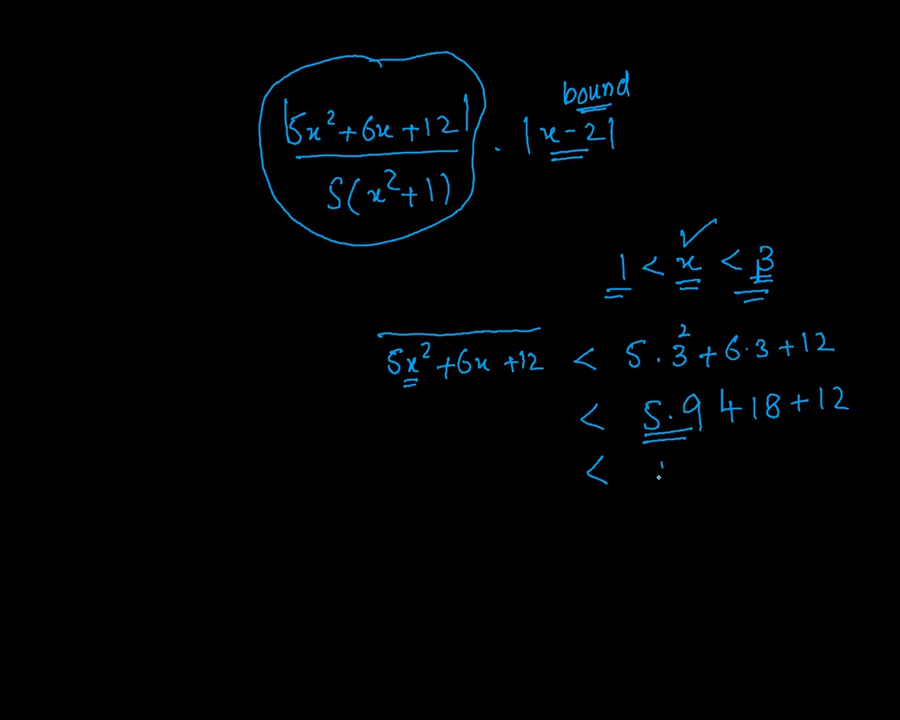 bound
|5x²+6x+12| / 5(x²+1) · |x-2|
1 < x < 3
5x²+6x+12 < 5·3²+6·3+12
< 5·9+18+12
<